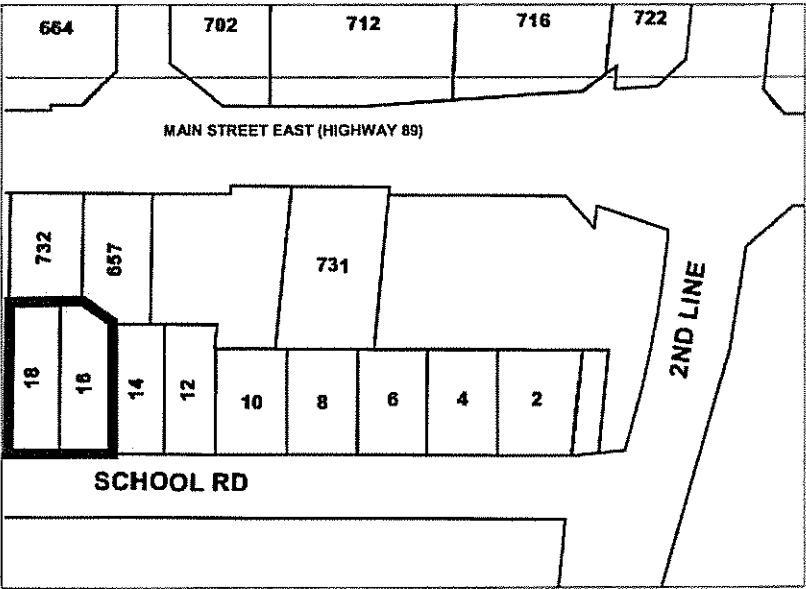 664 702 712 716 722
MAIN STREET EAST (HIGHWAY 89)
732 657 731
2ND LINE
18 16 14 12 10 8 6 4 2
SCHOOL RD